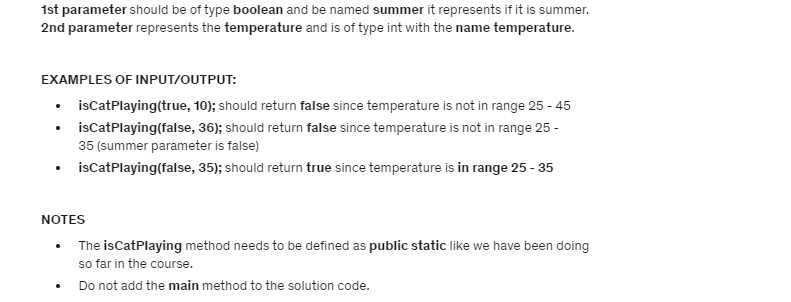 1st parameter should be of type boolean and be named summer it represents if it is summer.
2nd parameter represents the temperature and is of type int with the name temperature.
EXAMPLES OF INPUT/OUTPUT:
• isCatPlaying(true, 10); should return false since temperature is not in range 25 - 45
• isCatPlaying(false, 36); should return false since temperature is not in range 25 -
35 (summer parameter is false)
• isCatPlaying(false, 35); should return true since temperature is in range 25 - 35
NOTES
• The isCatPlaying method needs to be defined as public static like we have been doing
so far in the course.
• Do not add the main method to the solution code.